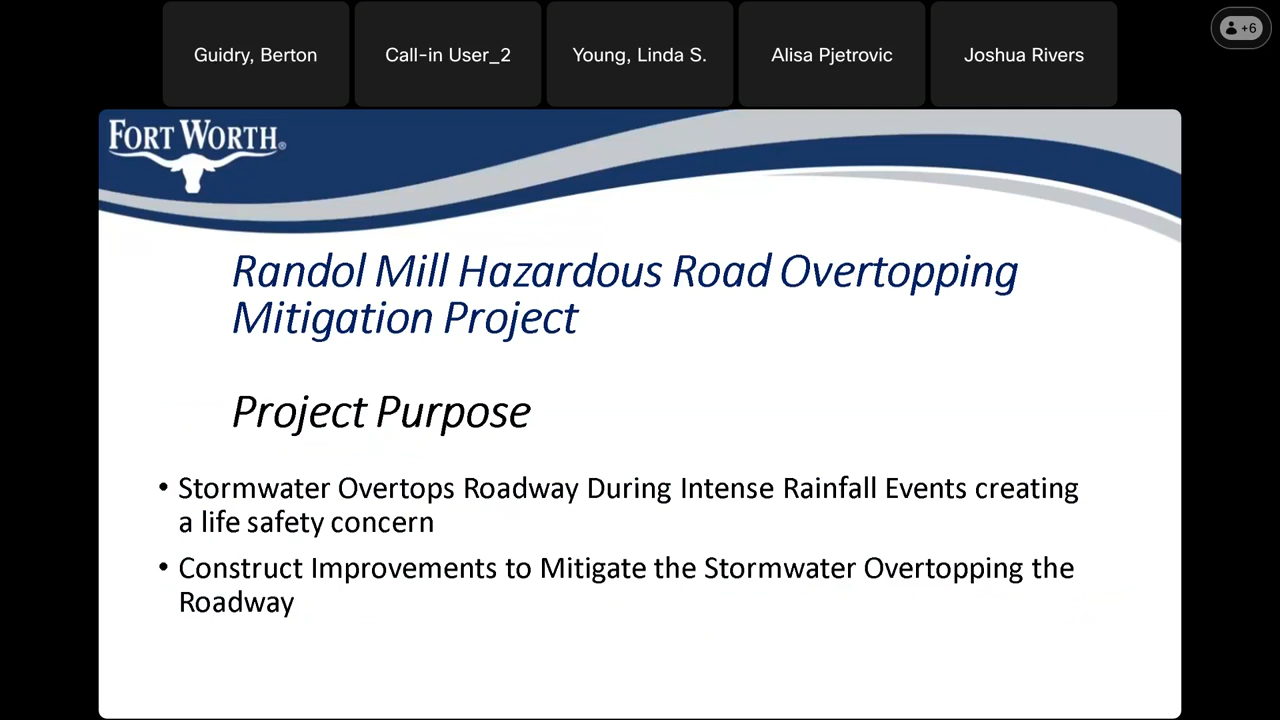 Guidry, Berton
Call-in User_2
Young, Linda S.
Alisa Pjetrovic
Joshua Rivers
+6
FORT WORTH®
Randol Mill Hazardous Road Overtopping
Mitigation Project
Project Purpose
• Stormwater Overtops Roadway During Intense Rainfall Events creating
a life safety concern
• Construct Improvements to Mitigate the Stormwater Overtopping the
Roadway